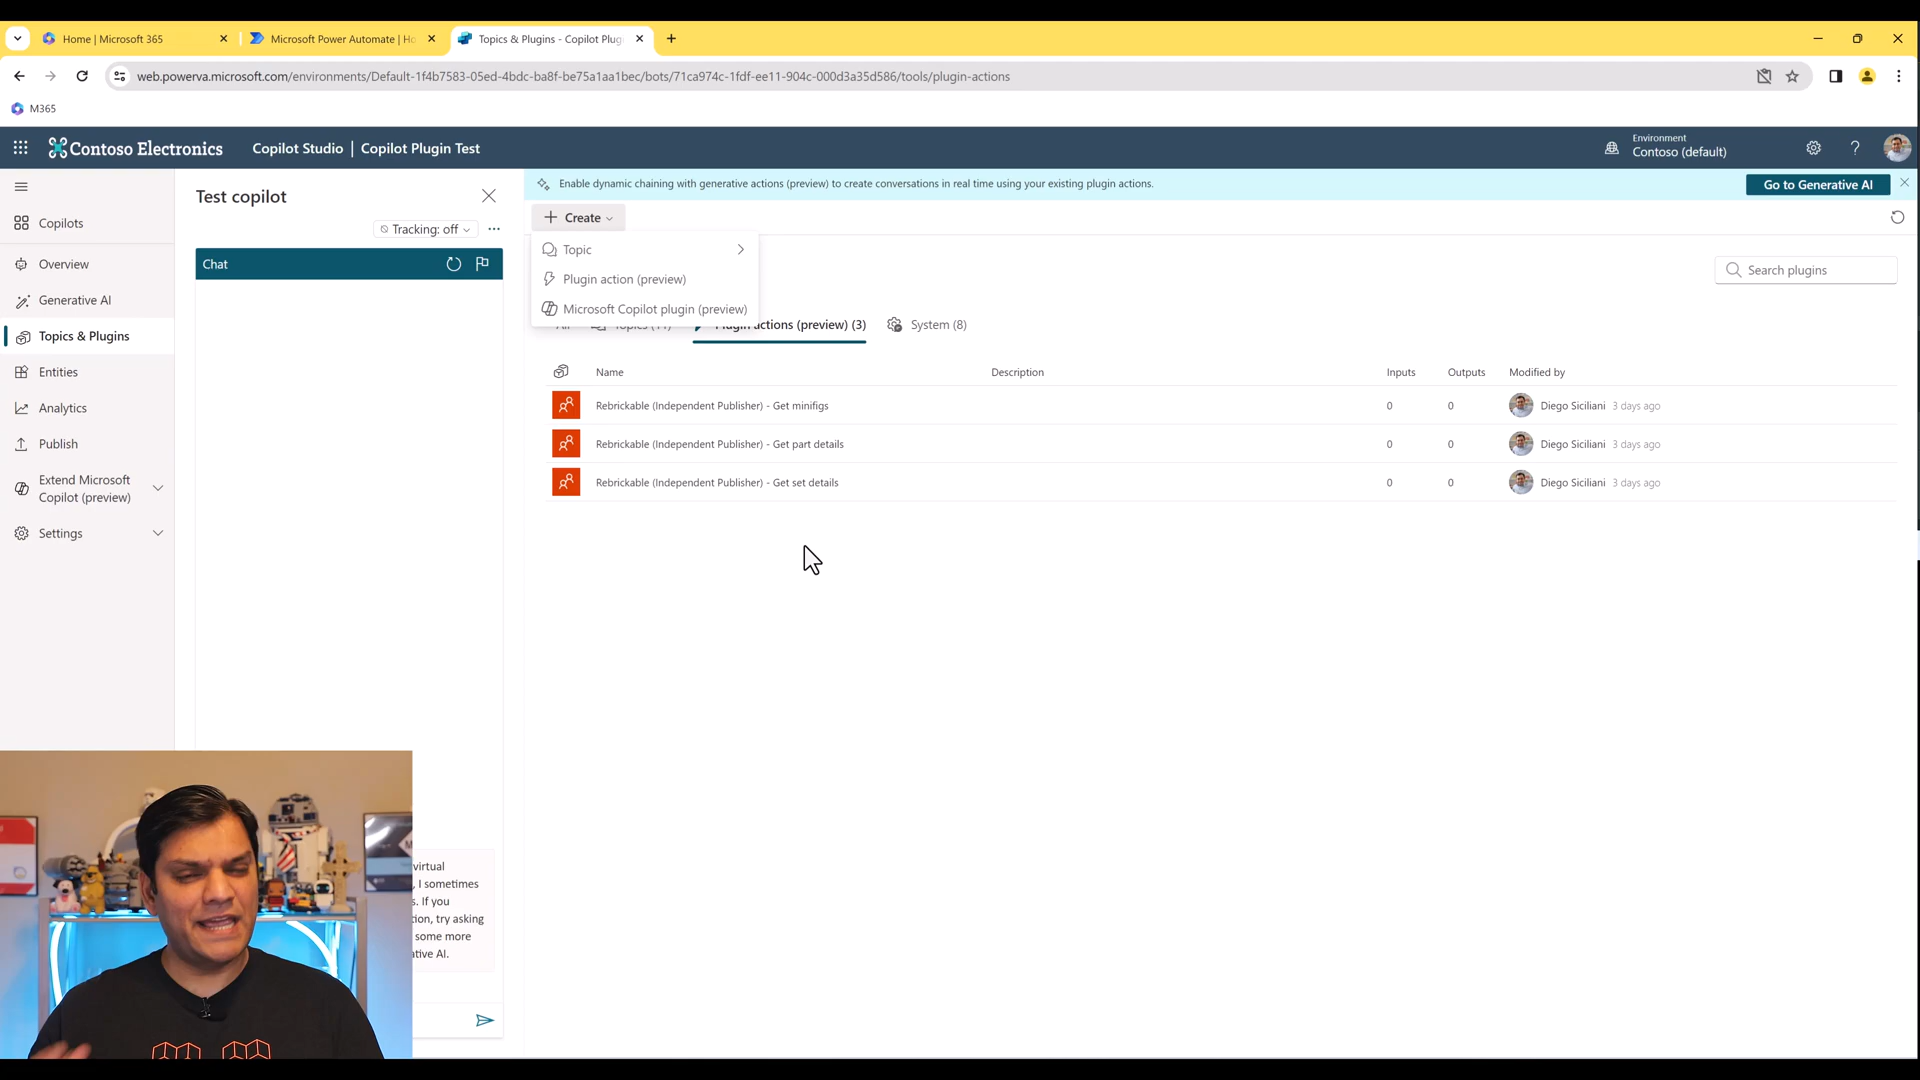 Home | Microsoft 365
Microsoft Power Automate | Ho
Topics & Plugins - Copilot Plug
web.powerva.microsoft.com/environments/Default-1f4b7583-05ed-4bdc-ba8f-be75a1aa1bec/bots/71ca974c-1fdf-ee11-904c-000d3a35d586/tools/plugin-actions
M365
Contoso Electronics
Copilot Studio | Copilot Plugin Test
Environment
Contoso (default)
?
Copilots
Overview
Generative AI
Topics & Plugins
Entities
Analytics
Publish
Extend Microsoft
Copilot (preview)
Settings
Test copilot
Tracking: off
Chat
virtual
, I sometimes
s. If you
tion, try asking
some more
ative AI.
Enable dynamic chaining with generative actions (preview) to create conversations in real time using your existing plugin actions.
Go to Generative AI
Create
Topic
Plugin action (preview)
Microsoft Copilot plugin (preview)
Search plugins
All
Topics (11)
Plugin actions (preview) (3)
System (8)
Name Description Inputs Outputs Modified by
Rebrickable (Independent Publisher) - Get minifigs 0 0 Diego Siciliani 3 days ago
Rebrickable (Independent Publisher) - Get part details 0 0 Diego Siciliani 3 days ago
Rebrickable (Independent Publisher) - Get set details 0 0 Diego Siciliani 3 days ago